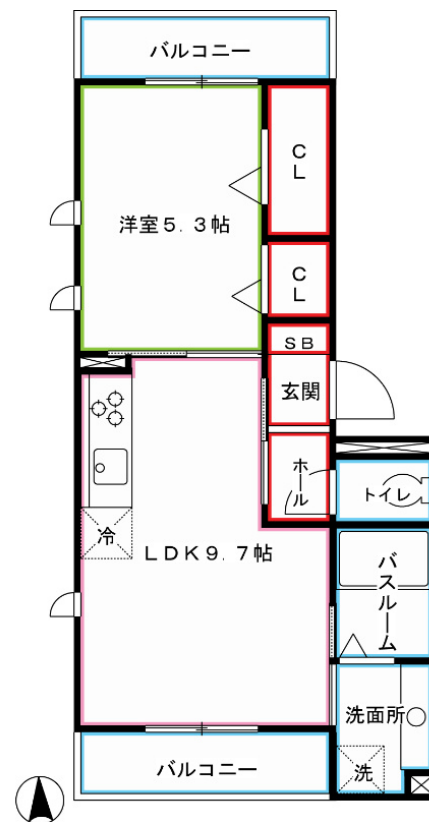 バルコニー
CL
洋室5.3帖
CL
SB
玄関
ホール
トイレ
冷
LDK9.7帖
バスルーム
洗面所
洗
バルコニー